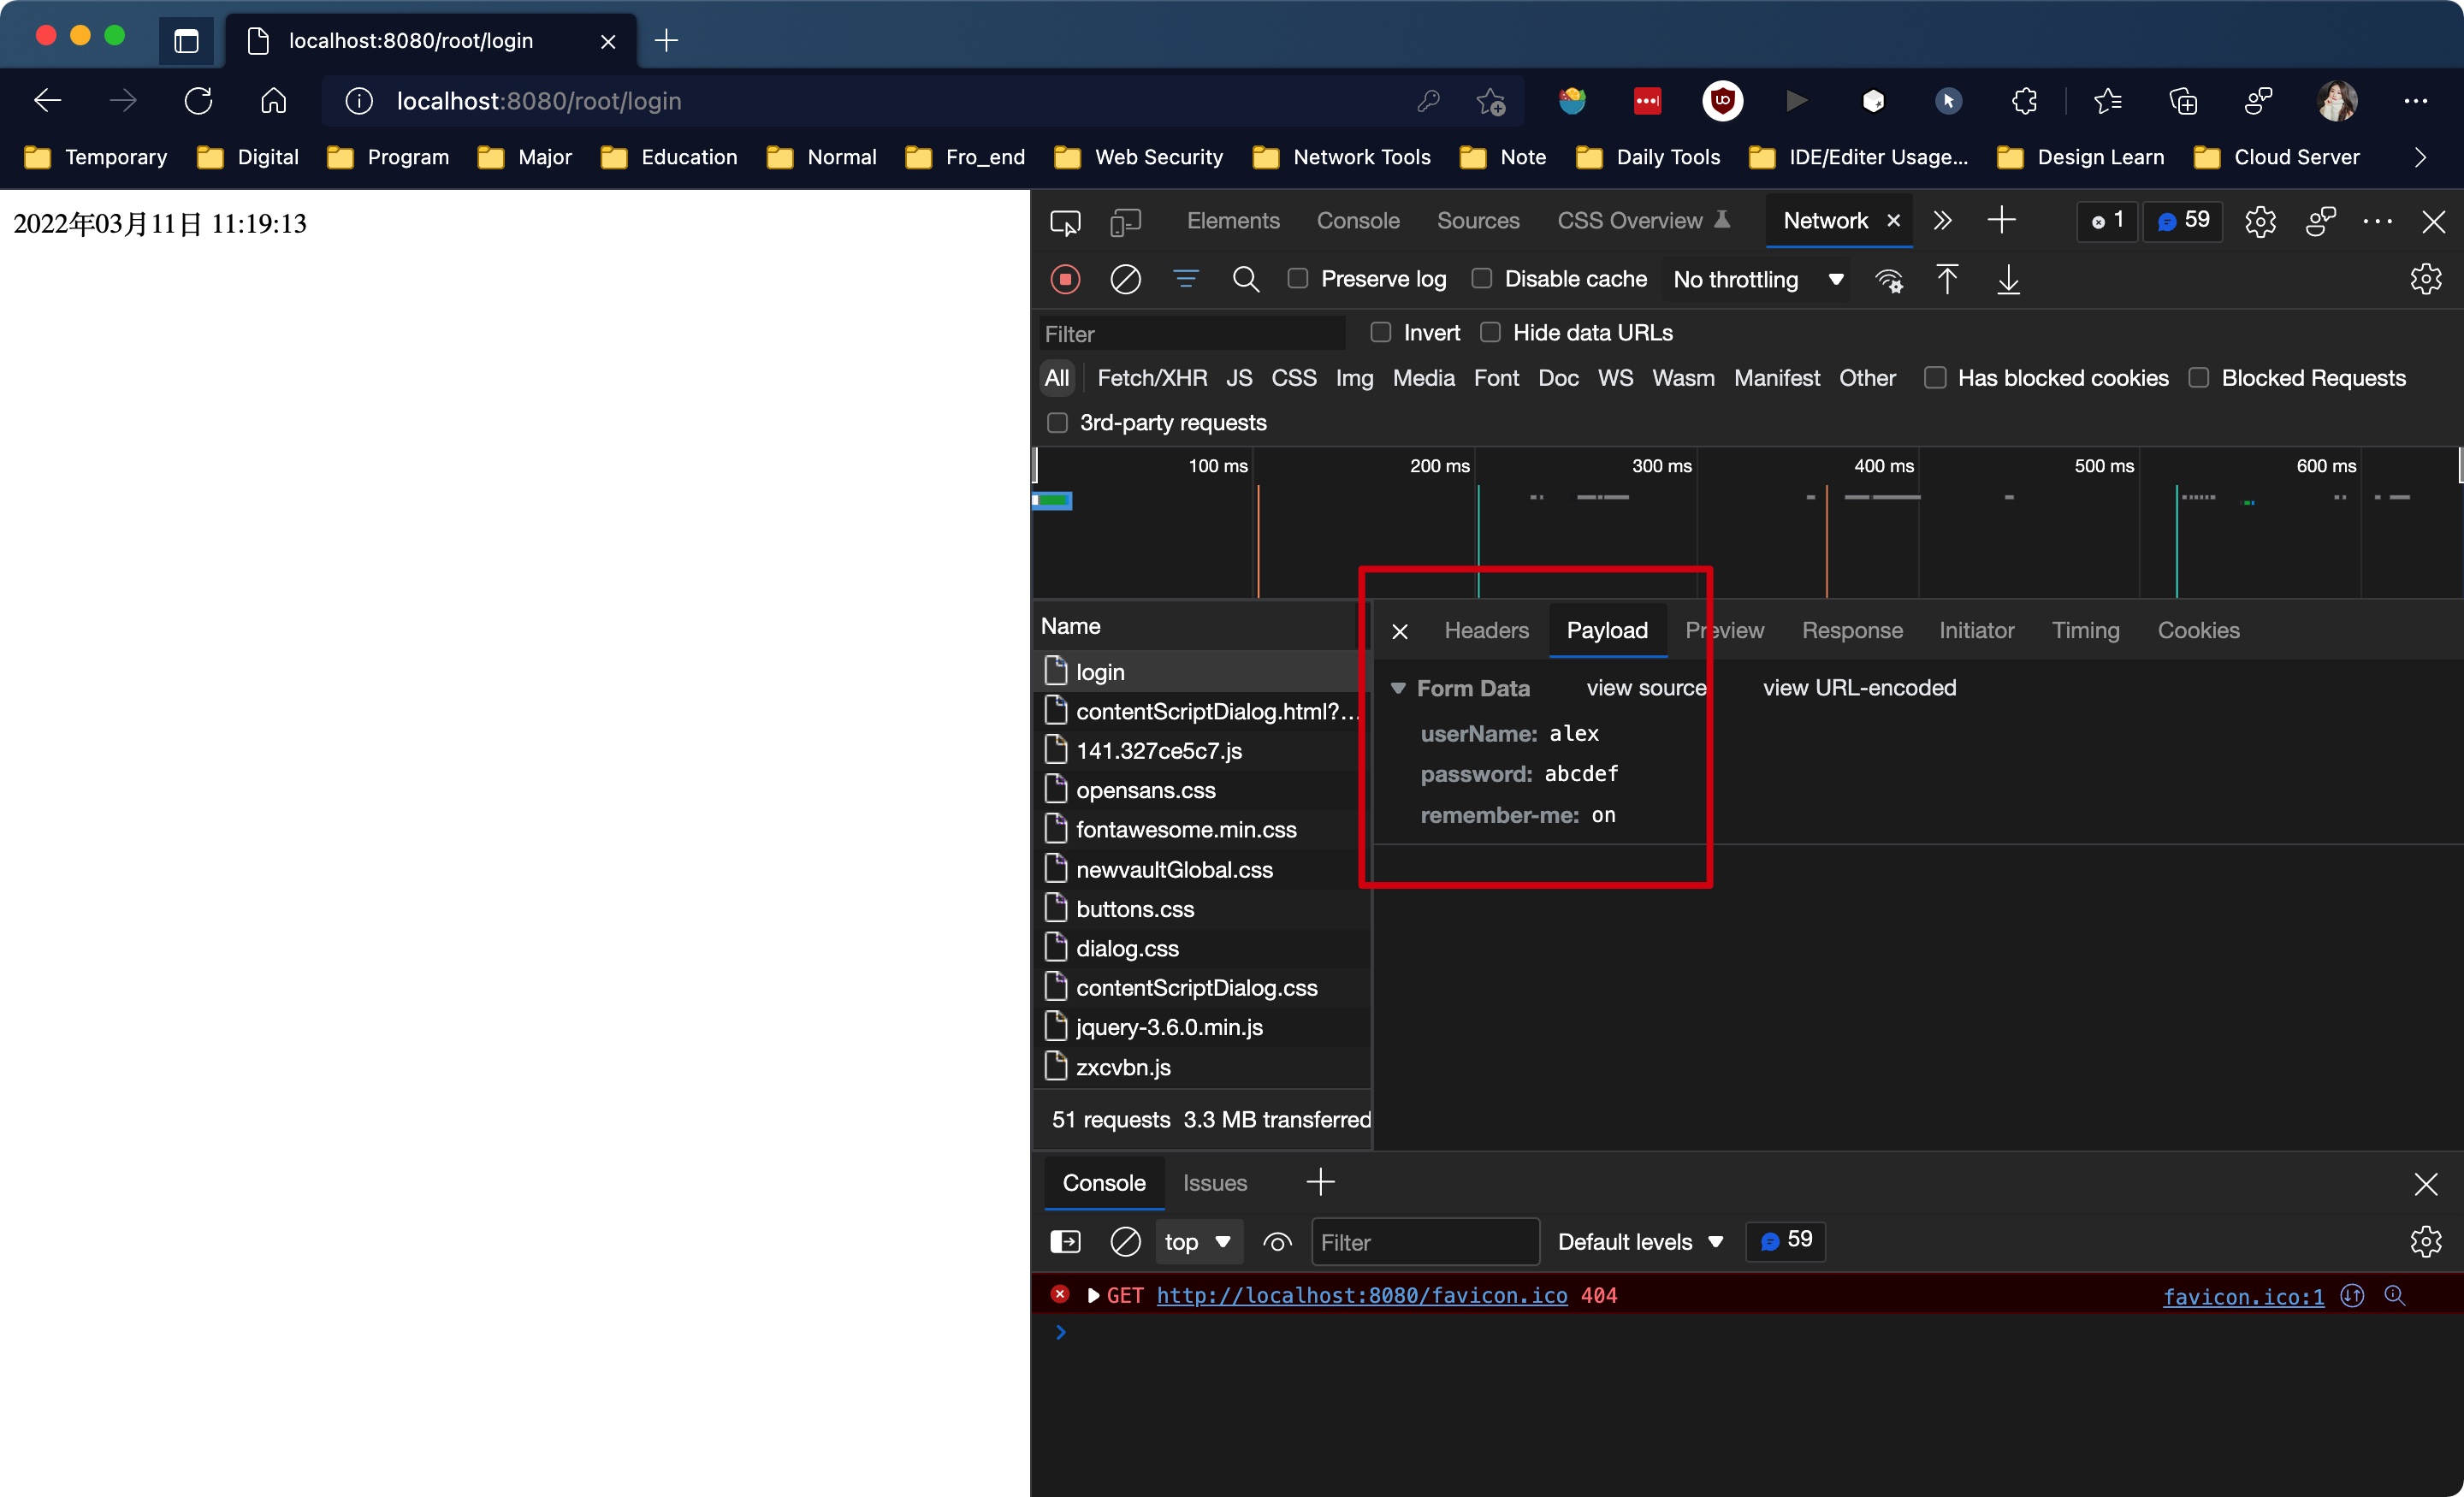 localhost:8080/root/login
localhost:8080/root/login
Temporary Digital Program Major Education Normal Fro_end Web Security Network Tools Note Daily Tools IDE/Editer Usage... Design Learn Cloud Server
2022年03月11日 11:19:13
Elements Console Sources CSS Overview Network 1 59
Preserve log Disable cache No throttling
Filter Invert Hide data URLs
All Fetch/XHR JS CSS Img Media Font Doc WS Wasm Manifest Other Has blocked cookies Blocked Requests
3rd-party requests
100 ms 200 ms 300 ms 400 ms 500 ms 600 ms
Name
login
contentScriptDialog.html?...
141.327ce5c7.js
opensans.css
fontawesome.min.css
newvaultGlobal.css
buttons.css
dialog.css
contentScriptDialog.css
jquery-3.6.0.min.js
zxcvbn.js
51 requests 3.3 MB transferred
Headers Payload Preview Response Initiator Timing Cookies
Form Data view source view URL-encoded
userName: alex
password: abcdef
remember-me: on
Console Issues
top Filter Default levels 59
GET http://localhost:8080/favicon.ico 404 favicon.ico:1